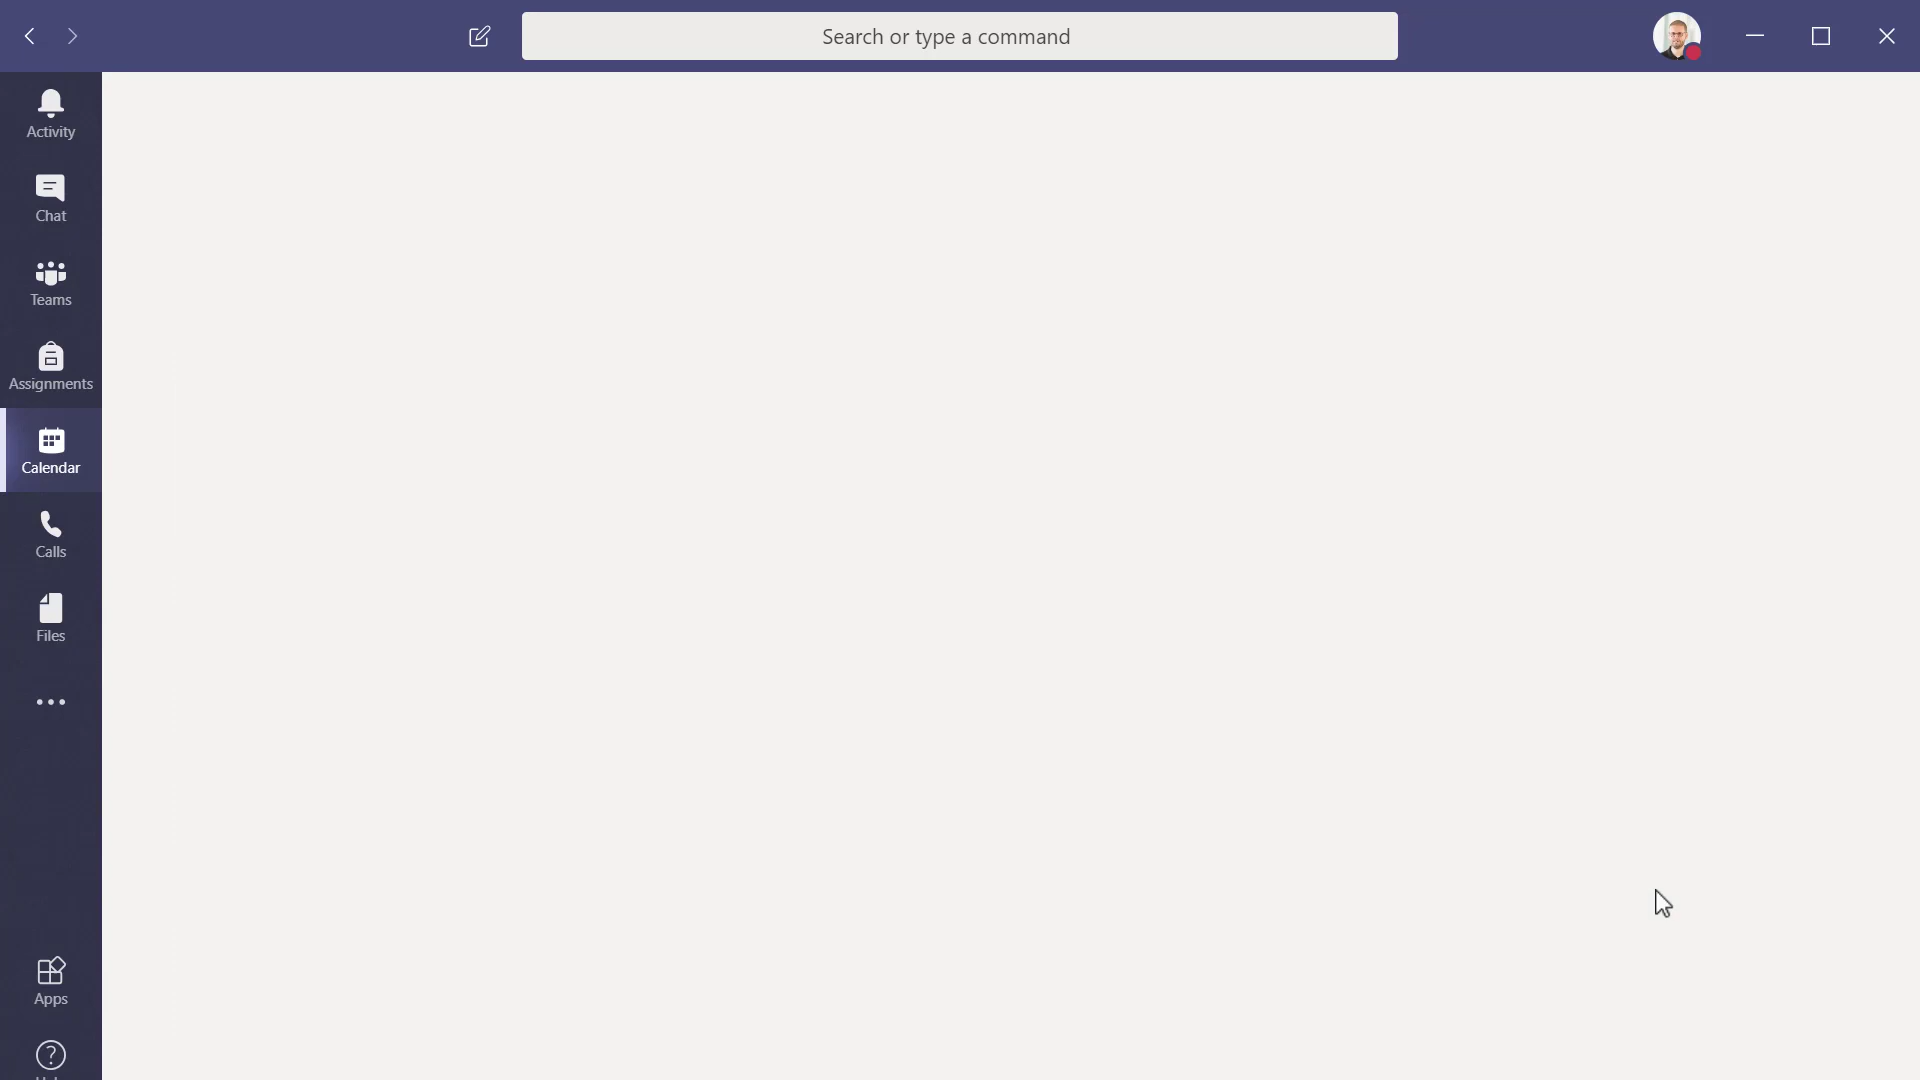 Search or type a command
Activity
Chat
Teams
Assignments
Calendar
Calls
Files
Apps